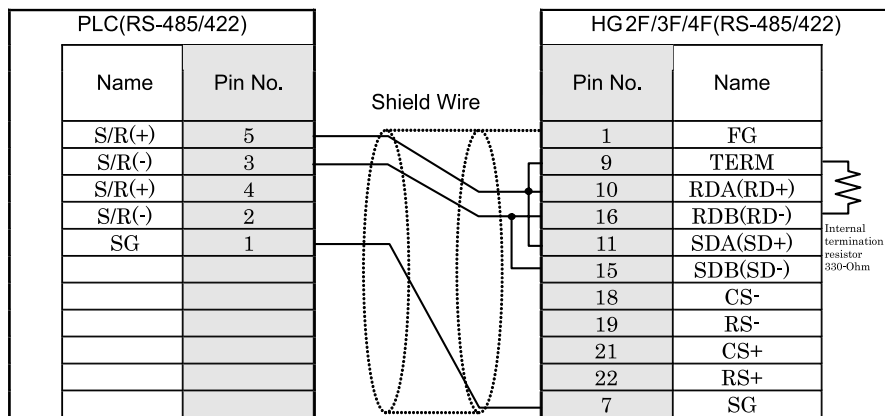 PLC(RS-485/422) HG2F/3F/4F(RS-485/422)
Name Pin No. Pin No. Name
Shield Wire
S/R(+) 5 1 FG
S/R(-) 3 9 TERM
S/R(+) 4 10 RDA(RD+)
S/R(-) 2 16 RDB(RD-)
SG 1 11 SDA(SD+)
15 SDB(SD-)
18 CS-
19 RS-
21 CS+
22 RS+
7 SG
Internal
termination
resistor
330-Ohm